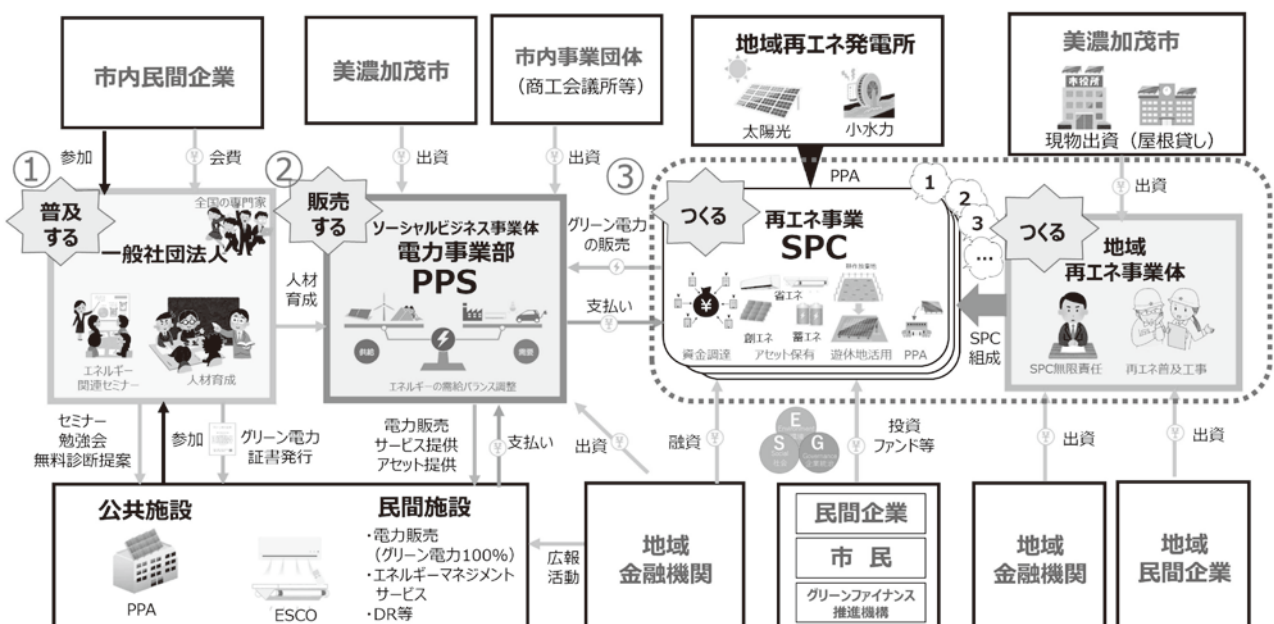 市内民間企業
美濃加茂市
市内事業団体
（商工会議所等）
地域再エネ発電所
太陽光
小水力
美濃加茂市
市役所
現物出資（屋根貸し）
参加
会費
出資
出資
PPA
出資
①
普及
する
全国の専門家
一般社団法人
エネルギー
関連セミナー
人材育成
人材
育成
②
販売
する
ソーシャルビジネス事業体
電力事業部
PPS
供給
需要
エネルギーの需給バランス調整
グリーン電力
の販売
支払い
③
つくる
再エネ事業
SPC
省エネ
創エネ
蓄エネ
資金調達
アセット保有
遊休地活用
PPA
1
2
3
…
SPC
組成
つくる
地域
再エネ事業体
SPC無限責任
再エネ普及工事
セミナー
勉強会
無料診断提案
参加
グリーン電力
証書発行
電力販売
サービス提供
アセット提供
支払い
出資
融資
E
S
Social
社会
G
Governance
企業統治
投資
ファンド等
出資
出資
公共施設
PPA
ESCO
民間施設
・電力販売
（グリーン電力100%）
・エネルギーマネジメント
サービス
・DR等
広報
活動
地域
金融機関
民間企業
市民
グリーンファイナンス
推進機構
地域
金融機関
地域
民間企業